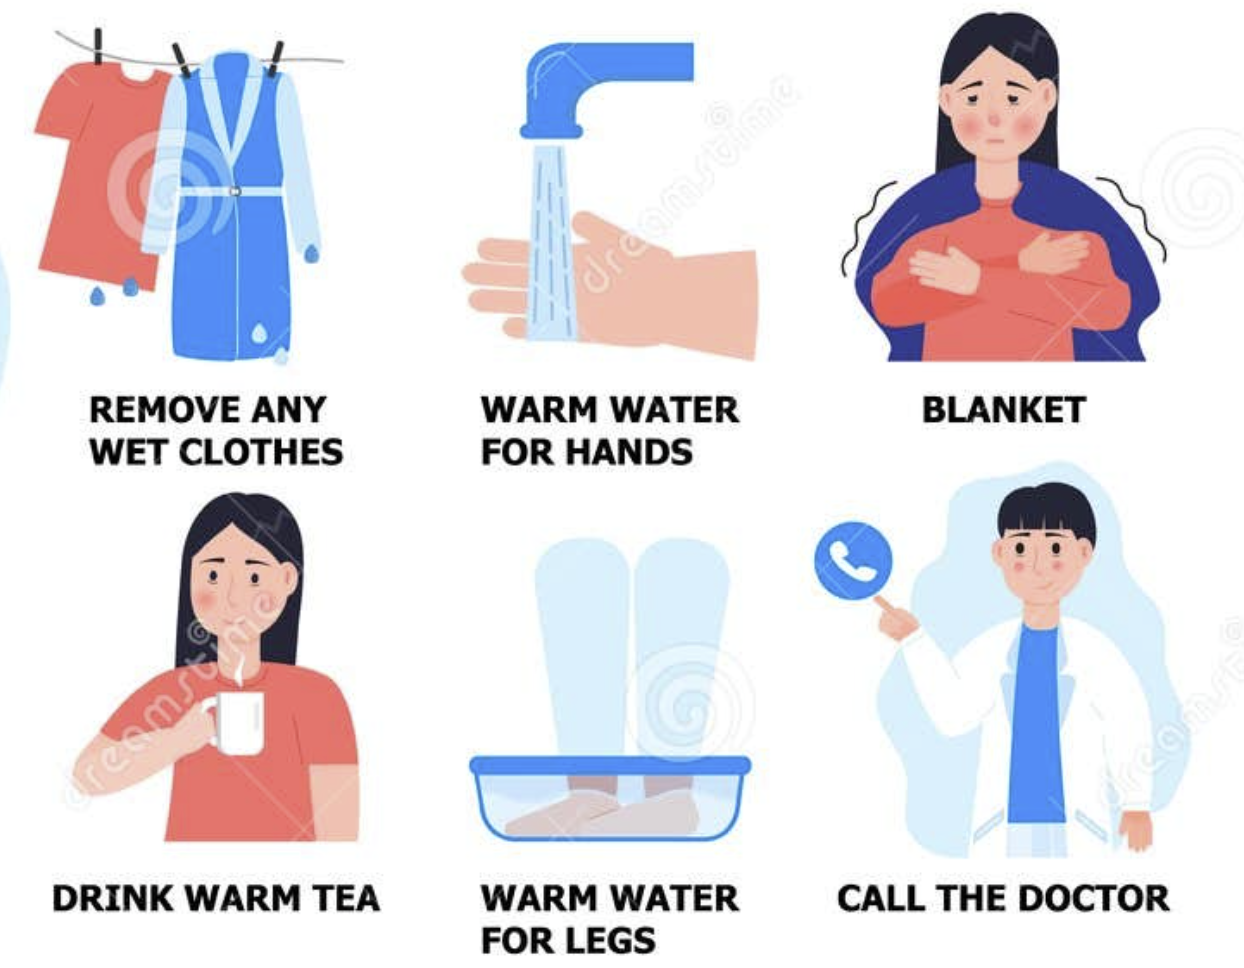 REMOVE ANY
WET CLOTHES
WARM WATER
FOR HANDS
BLANKET
DRINK WARM TEA
WARM WATER
FOR LEGS
CALL THE DOCTOR
dreamstime
dreamstime
dreamstime